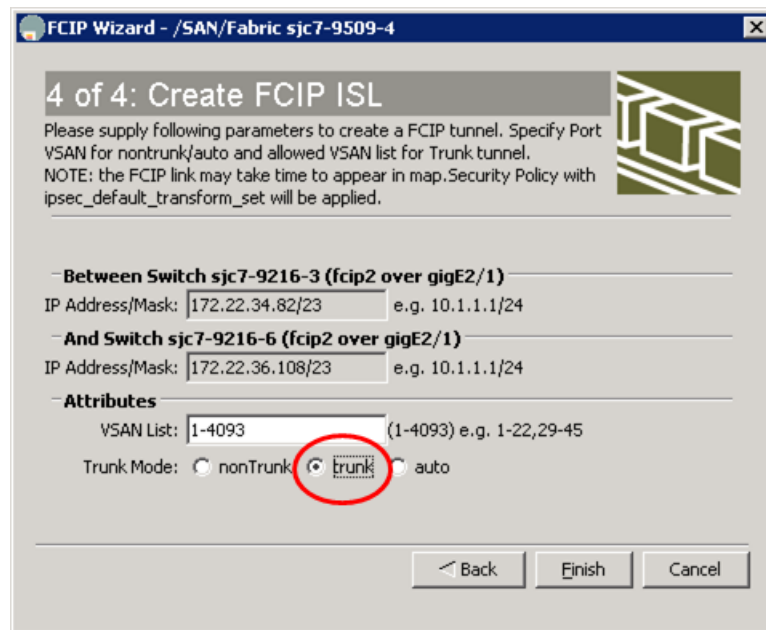 FCIP Wizard - /SAN/Fabric sjc7-9509-4
4 of 4: Create FCIP ISL
Please supply following parameters to create a FCIP tunnel. Specify Port
VSAN for nontrunk/auto and allowed VSAN list for Trunk tunnel.
NOTE: the FCIP link may take time to appear in map.Security Policy with
ipsec_default_transform_set will be applied.
Between Switch sjc7-9216-3 (fcip2 over gigE2/1)
IP Address/Mask: 172.22.34.82/23 e.g. 10.1.1.1/24
And Switch sjc7-9216-6 (fcip2 over gigE2/1)
IP Address/Mask: 172.22.36.108/23 e.g. 10.1.1.1/24
Attributes
VSAN List: 1-4093 (1-4093) e.g. 1-22,29-45
Trunk Mode: nonTrunk trunk auto
Back Finish Cancel